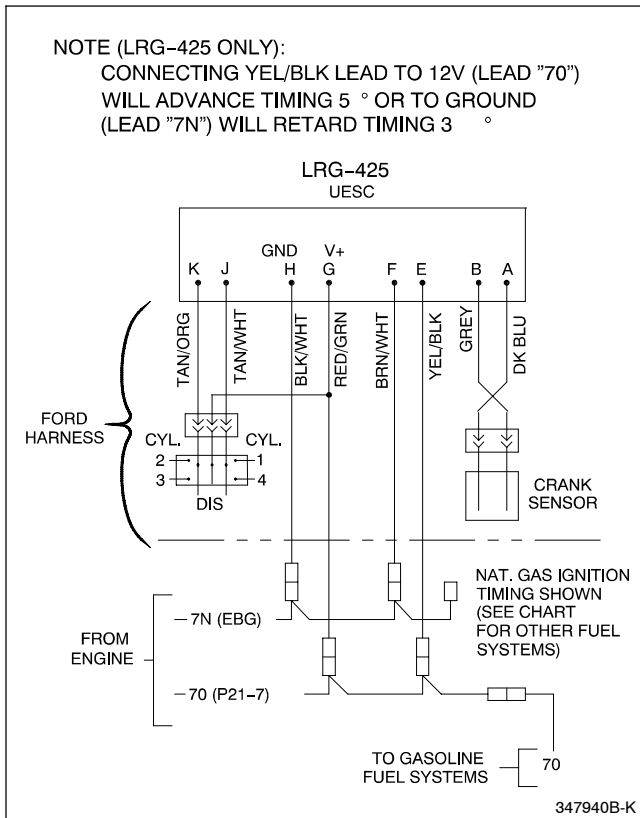 NOTE (LRG-425 ONLY):
CONNECTING YEL/BLK LEAD TO 12V (LEAD "70")
WILL ADVANCE TIMING 5 ° OR TO GROUND
(LEAD "7N") WILL RETARD TIMING 3 °
LRG-425
UESC
GND V+
K J H G F E B A
TAN/ORG
TAN/WHT
BLK/WHT
RED/GRN
BRN/WHT
YEL/BLK
GREY
DK BLU
FORD
HARNESS
CYL. CYL.
2 1
3 4
DIS
CRANK
SENSOR
NAT. GAS IGNITION
TIMING SHOWN
(SEE CHART
FOR OTHER FUEL
SYSTEMS)
FROM
ENGINE
7N (EBG)
70 (P21-7)
TO GASOLINE
FUEL SYSTEMS
70
347940B-K